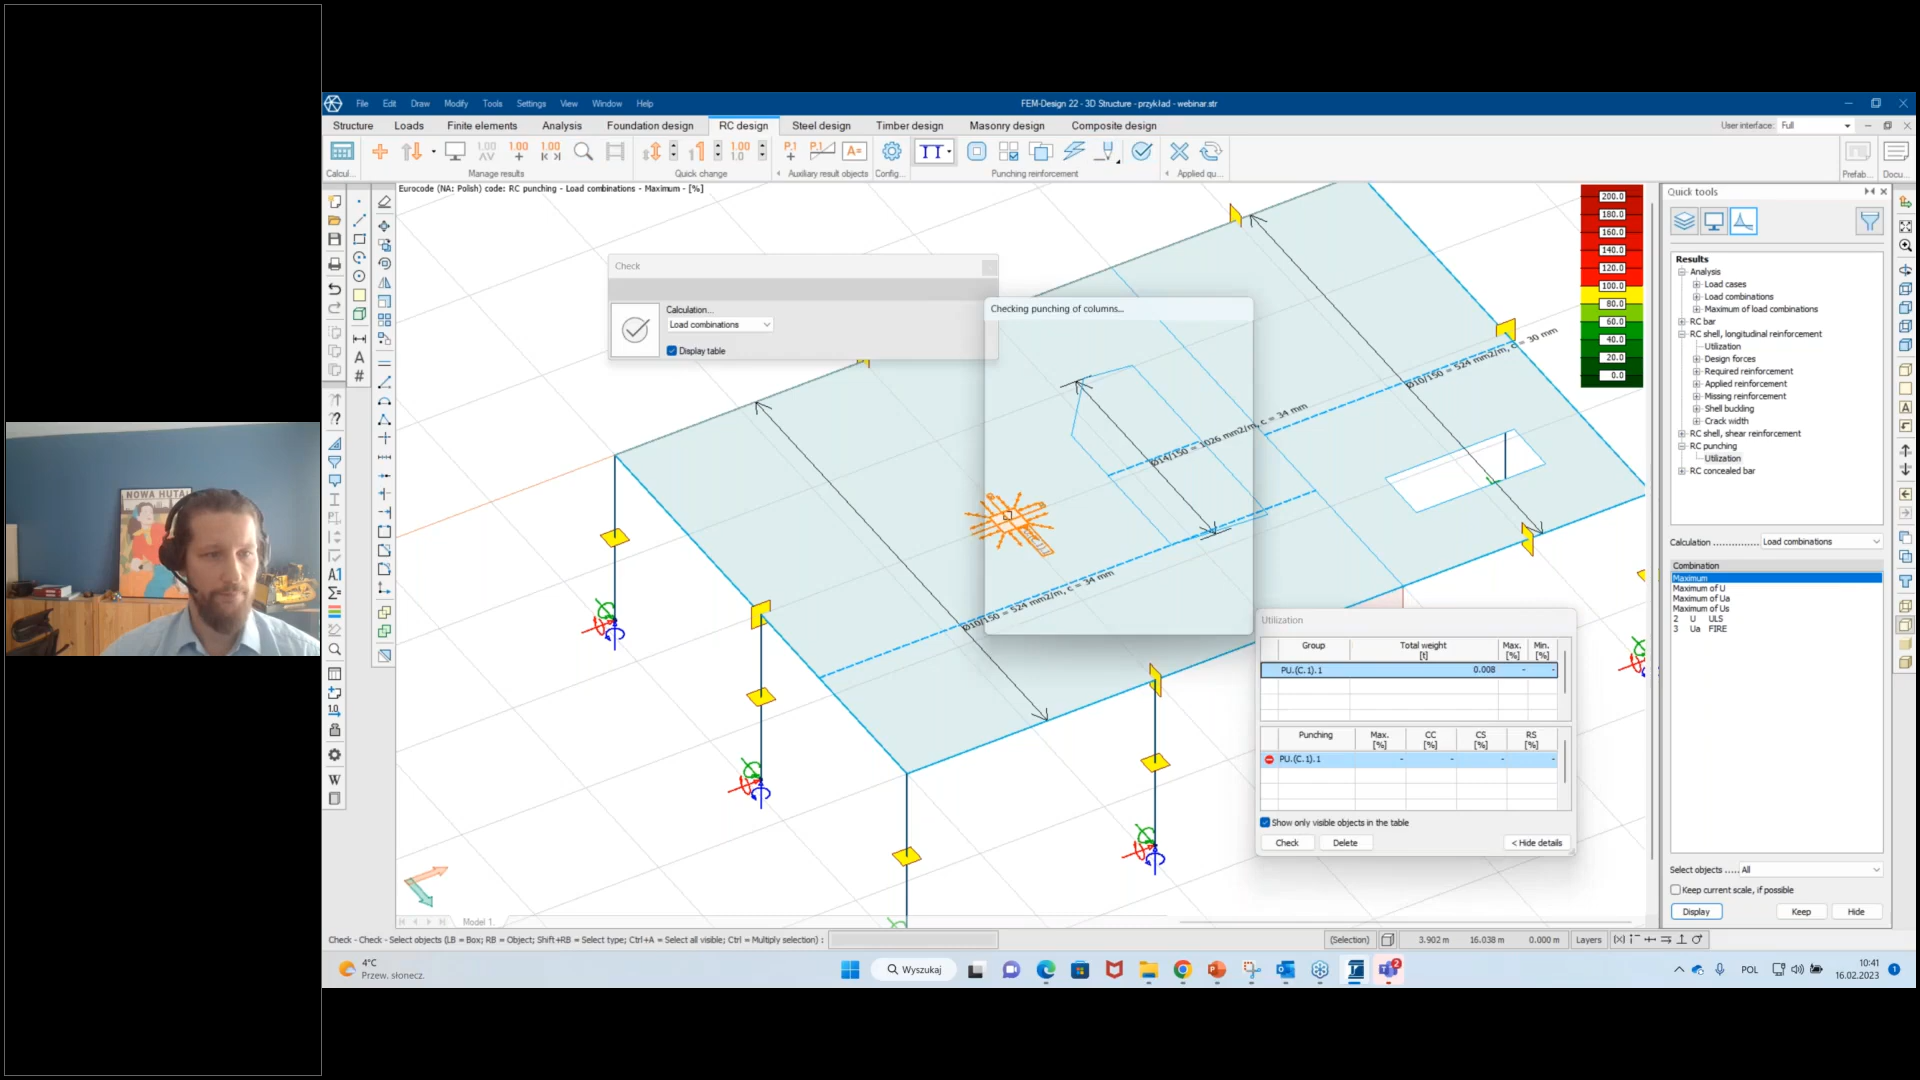 FEM-Design 22 - 3D Structure - przykład - webinar.str
File Edit Draw Modify Tools Settings View Window Help
Structure Loads Finite elements Analysis Foundation design RC design Steel design Timber design Masonry design Composite design
User interface: Full
Calcul... Manage results Quick change Auxiliary result objects Config... Punching reinforcement Applied qu... Prefab... Docu...
Eurocode (NA: Polish) code: RC punching - Load combinations - Maximum - [%]
200.0
180.0
160.0
140.0
120.0
100.0
80.0
60.0
40.0
20.0
0.0
Check
Calculation...
Load combinations
Display table
Checking punching of columns...
Ø10/150 = 524 mm2/m, c = 30 mm
Ø14/150 = 1026 mm2/m, c = 34 mm
Ø10/150 = 524 mm2/m, c = 34 mm
NOWA HUTA
Utilization
Group Total weight [t] Max. [%] Min. [%]
PU.(C.1).1 0.008 - -
Punching Max. [%] CC [%] CS [%] RS [%]
PU.(C.1).1 - - - -
Show only visible objects in the table
Check Delete < Hide details
Quick tools
Results
Analysis
Load cases
Load combinations
Maximum of load combinations
RC bar
RC shell, longitudinal reinforcement
Utilization
Design forces
Required reinforcement
Applied reinforcement
Missing reinforcement
Shell buckling
Crack width
RC shell, shear reinforcement
RC punching
Utilization
RC concealed bar
Calculation Load combinations
Combination
Maximum
Maximum of U
Maximum of Ua
Maximum of Us
2 U ULS
3 Ua FIRE
Select objects ..... All
Keep current scale, if possible
Display Keep Hide
Model 1.
Check - Check - Select objects (LB = Box; RB = Object; Shift+RB = Select type; Ctrl+A = Select all visible; Ctrl = Multiply selection) :
(Selection) 3.902 m 16.038 m 0.000 m Layers
4°C
Przew. słonecz.
Wyszukaj
POL
10:41
16.02.2023